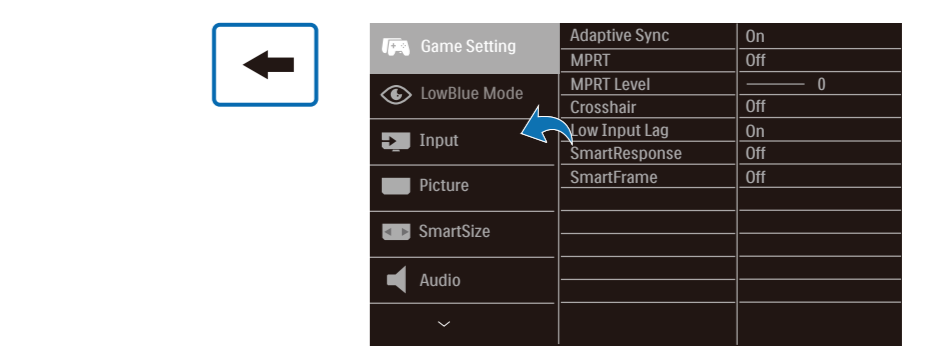 Game Setting
LowBlue Mode
Input
Picture
SmartSize
Audio
Adaptive Sync On
MPRT Off
MPRT Level 0
Crosshair Off
Low Input Lag On
SmartResponse Off
SmartFrame Off